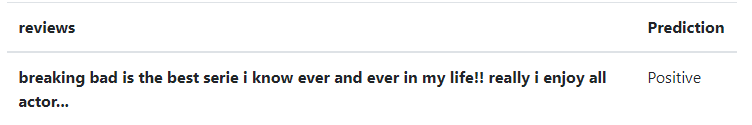 reviews Prediction
breaking bad is the best serie i know ever and ever in my life!! really i enjoy all Positive
actor...